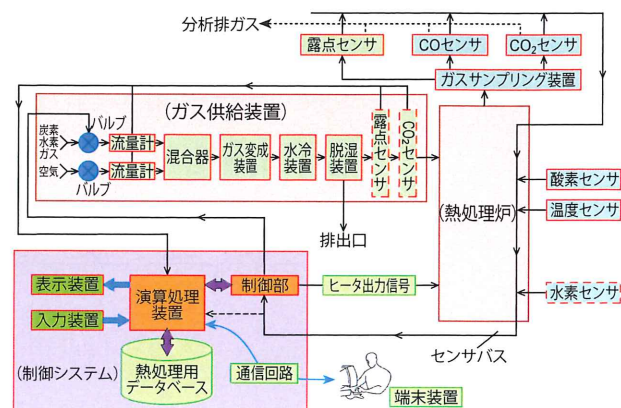 分析排ガス
露点センサ
COセンサ
CO₂センサ
ガスサンプリング装置
(ガス供給装置)
バルブ
炭素
水素
ガス
流量計
空気
流量計
バルブ
混合器
ガス変成
装置
水冷
装置
脱湿
装置
露点センサ
CO₂センサ
排出口
(熱処理炉)
酸素センサ
温度センサ
水素センサ
表示装置
入力装置
演算処理
装置
制御部
ヒータ出力信号
センサバス
(制御システム)
熱処理用
データベース
通信回路
端末装置